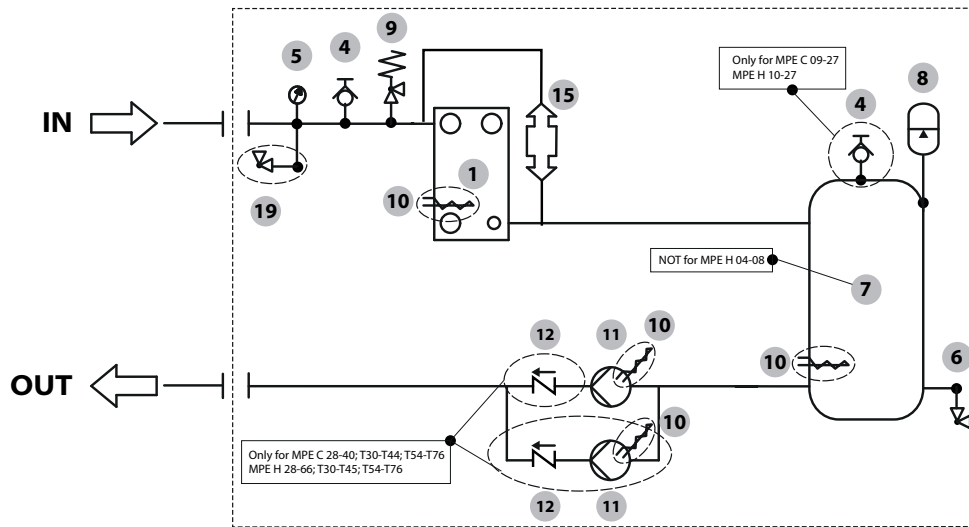 5
4
9
15
Only for MPE C 09-27
MPE H 10-27
8
4
IN
19
10
1
NOT for MPE H 04-08
7
12
11
10
10
6
OUT
10
Only for MPE C 28-40; T30-T44; T54-T76
MPE H 28-66; T30-T45; T54-T76
12
11